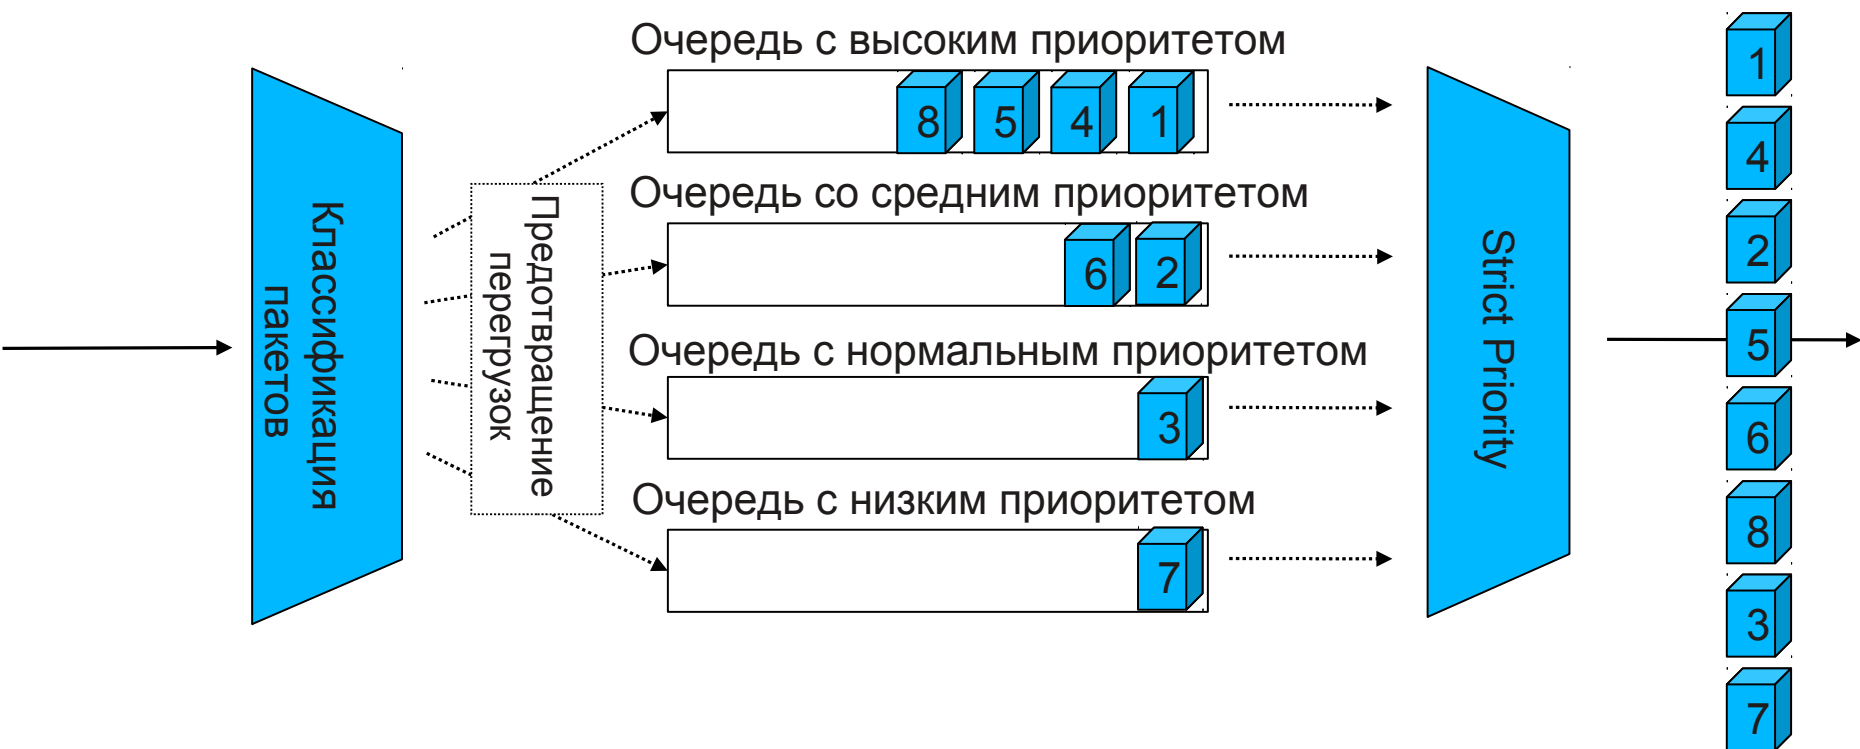 Классификация
пакетов
Предотвращение
перегрузок
Очередь с высоким приоритетом
8 5 4 1
Очередь со средним приоритетом
6 2
Очередь с нормальным приоритетом
3
Очередь с низким приоритетом
7
Strict Priority
1
4
2
5
6
8
3
7